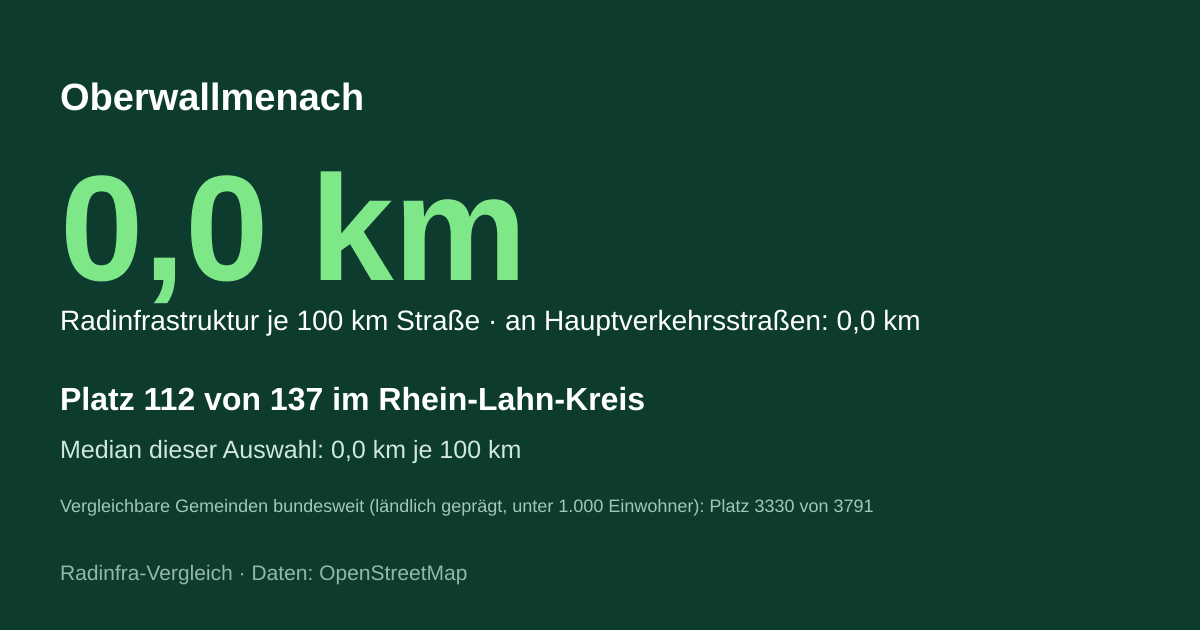 Oberwallmenach
0,0 km
Radinfrastruktur je 100 km Straße · an Hauptverkehrsstraßen: 0,0 km
Platz 112 von 137 im Rhein-Lahn-Kreis
Median dieser Auswahl: 0,0 km je 100 km
Vergleichbare Gemeinden bundesweit (ländlich geprägt, unter 1.000 Einwohner): Platz 3330 von 3791
Radinfra-Vergleich · Daten: OpenStreetMap